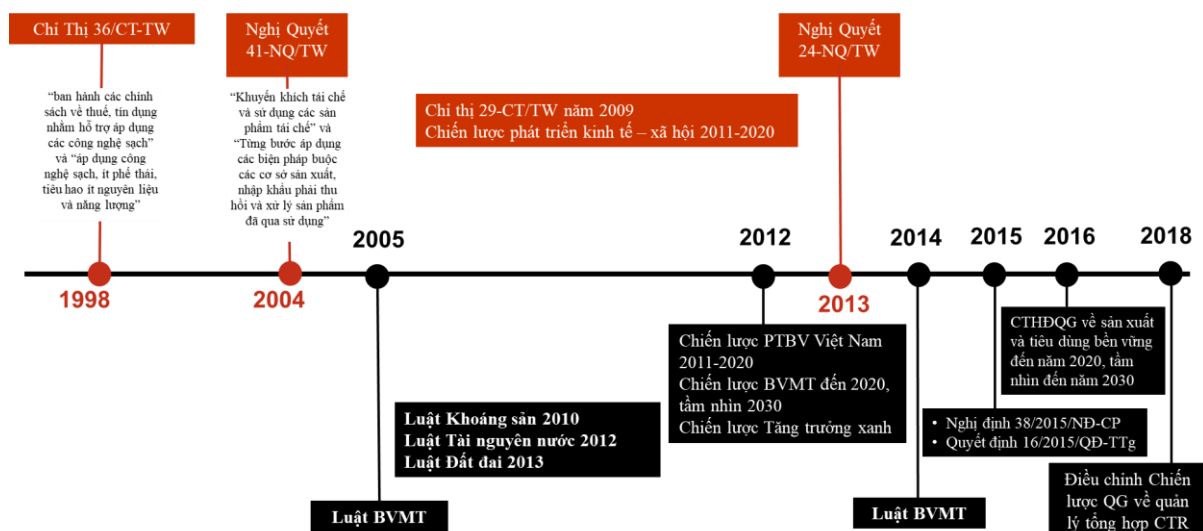 Chỉ Thị 36/CT-TW
“ban hành các chính
sách về thuế, tín dụng
nhằm hỗ trợ áp dụng
các công nghệ sạch”
và “áp dụng công
nghệ sạch, ít phế thải,
tiêu hao ít nguyên liệu
và năng lượng”
Nghị Quyết
41-NQ/TW
“Khuyến khích tái chế
và sử dụng các sản
phẩm tái chế” và
“Từng bước áp dụng
các biện pháp buộc
các cơ sở sản xuất,
nhập khẩu phải thu
hồi và xử lý sản phẩm
đã qua sử dụng”
Chỉ thị 29-CT/TW năm 2009
Chiến lược phát triển kinh tế – xã hội 2011-2020
Nghị Quyết
24-NQ/TW
2005
2012
2014
2015
2016
2018
1998
2004
2013
Luật Khoáng sản 2010
Luật Tài nguyên nước 2012
Luật Đất đai 2013
Luật BVMT
Chiến lược PTBV Việt Nam
2011-2020
Chiến lược BVMT đến 2020,
tầm nhìn 2030
Chiến lược Tăng trưởng xanh
Luật BVMT
• Nghị định 38/2015/NĐ-CP
• Quyết định 16/2015/QĐ-TTg
CTHĐQG về sản xuất
và tiêu dùng bền vững
đến năm 2020, tầm
nhìn đến năm 2030
Điều chỉnh Chiến
lược QG về quản
lý tổng hợp CTR